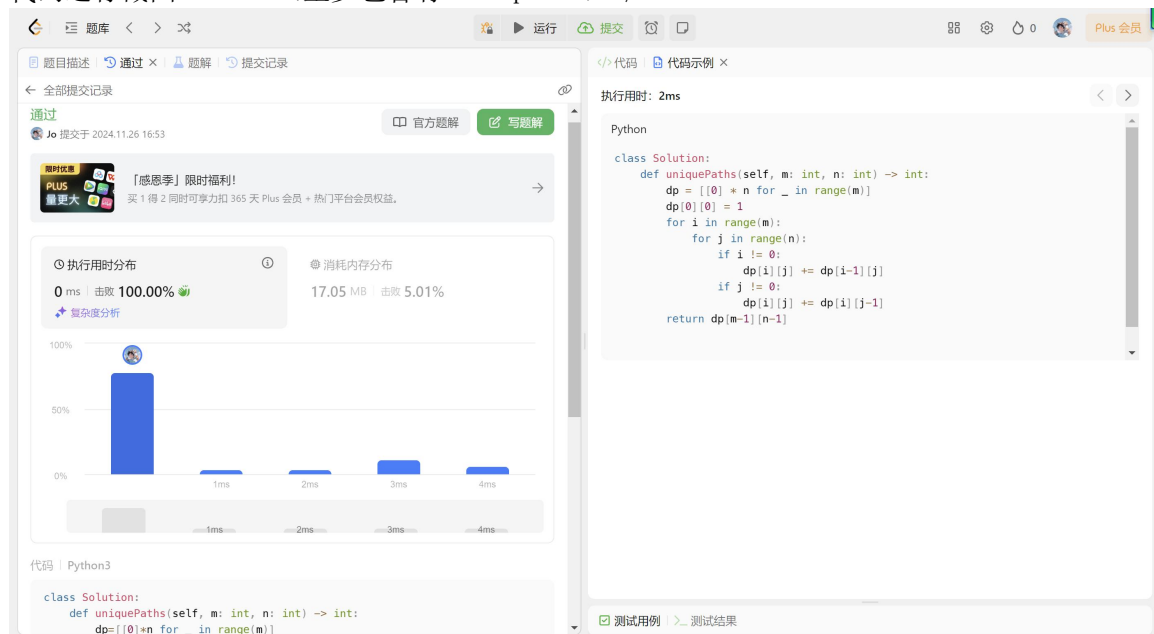 题库
运行
提交
0
Plus 会员
题目描述
通过
题解
提交记录
全部提交记录
通过
Jo 提交于 2024.11.26 16:53
官方题解
写题解
限时优惠
PLUS
量更大
「感恩季」限时福利!
买 1 得 2 同时可享力扣 365 天 Plus 会员 + 热门平台会员权益。
执行用时分布
0 ms 击败 100.00%
复杂度分析
消耗内存分布
17.05 MB 击败 5.01%
100%
50%
0%
1ms 2ms 3ms 4ms
1ms 2ms 3ms 4ms
代码 Python3
class Solution:
def uniquePaths(self, m: int, n: int) -> int:
dp=[[0]*n for _ in range(m)]
</>代码
代码示例
执行用时：2ms
Python
class Solution:
def uniquePaths(self, m: int, n: int) -> int:
dp = [[0] * n for _ in range(m)]
dp[0][0] = 1
for i in range(m):
for j in range(n):
if i != 0:
dp[i][j] += dp[i-1][j]
if j != 0:
dp[i][j] += dp[i][j-1]
return dp[m-1][n-1]
测试用例
测试结果